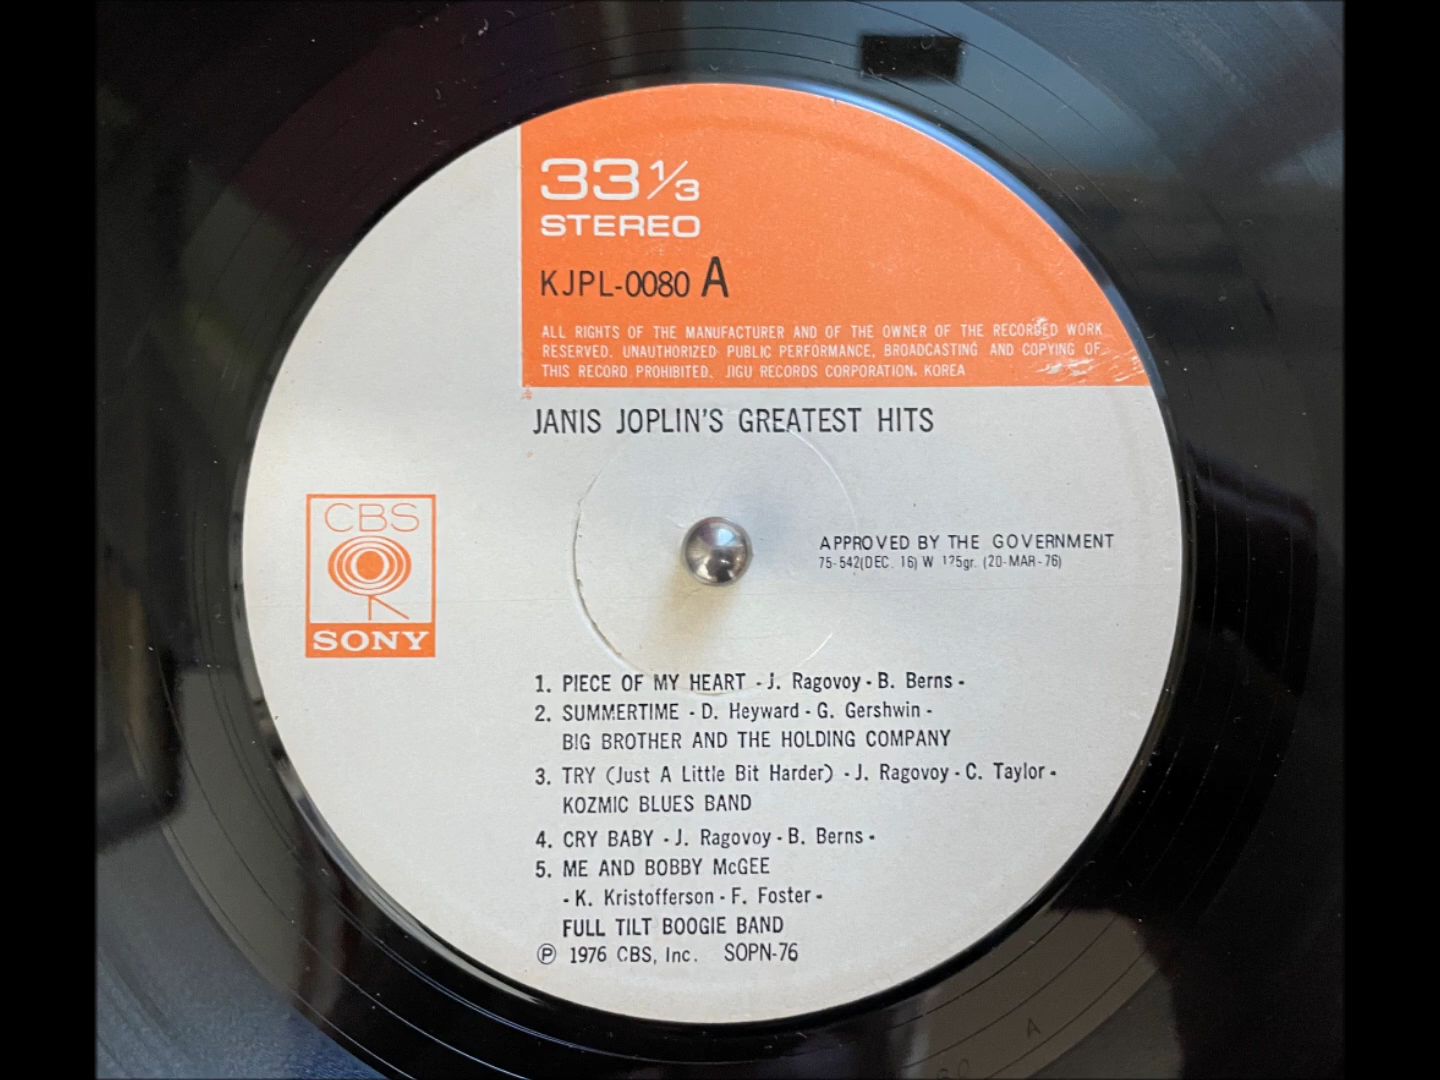 33 1/3
STEREO
KJPL-0080 A
ALL RIGHTS OF THE MANUFACTURER AND OF THE OWNER OF THE RECORDED WORK
RESERVED. UNAUTHORIZED PUBLIC PERFORMANCE, BROADCASTING AND COPYING OF
THIS RECORD PROHIBITED. JIGU RECORDS CORPORATION. KOREA
JANIS JOPLIN'S GREATEST HITS
CBS
SONY
APPROVED BY THE GOVERNMENT
75-542(DEC. 16) W 125gr. (20-MAR-76)
1. PIECE OF MY HEART - J. Ragovoy - B. Berns -
2. SUMMERTIME - D. Heyward - G. Gershwin -
BIG BROTHER AND THE HOLDING COMPANY
3. TRY (Just A Little Bit Harder) - J. Ragovoy - C. Taylor -
KOZMIC BLUES BAND
4. CRY BABY - J. Ragovoy - B. Berns -
5. ME AND BOBBY McGEE
- K. Kristofferson - F. Foster -
FULL TILT BOOGIE BAND
Ⓟ 1976 CBS, Inc. SOPN-76